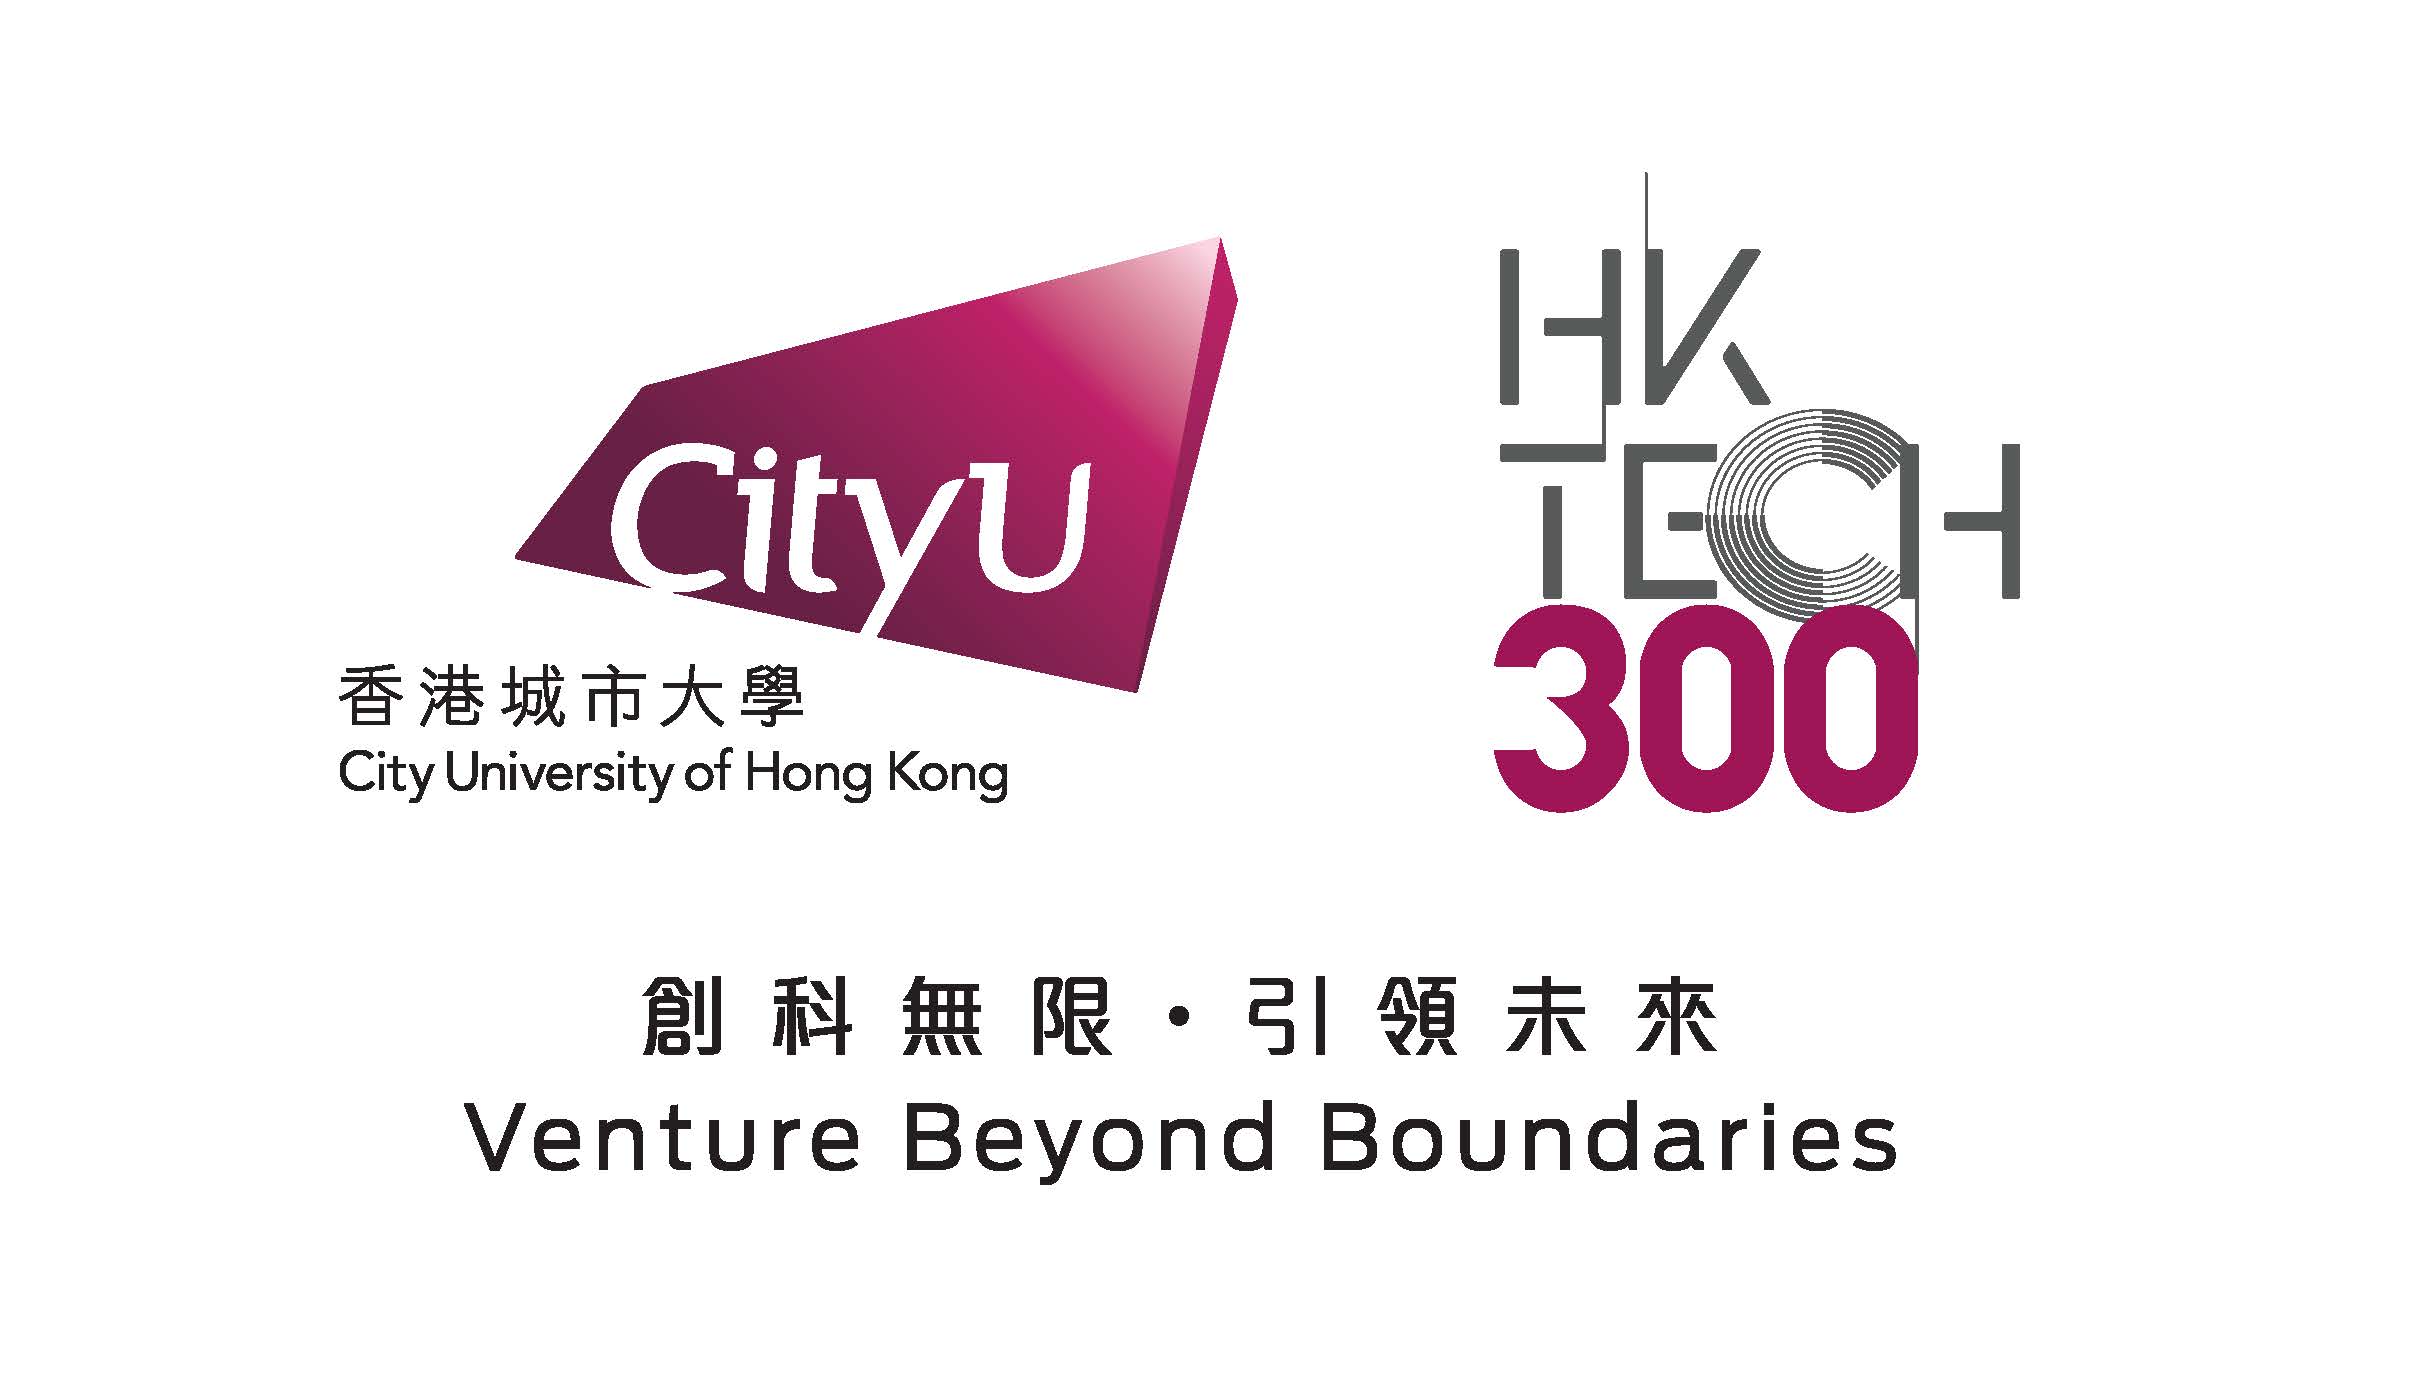 CityU
香港城市大學
City University of Hong Kong
HK
TECH
300
創科無限·引領未來
Venture Beyond Boundaries